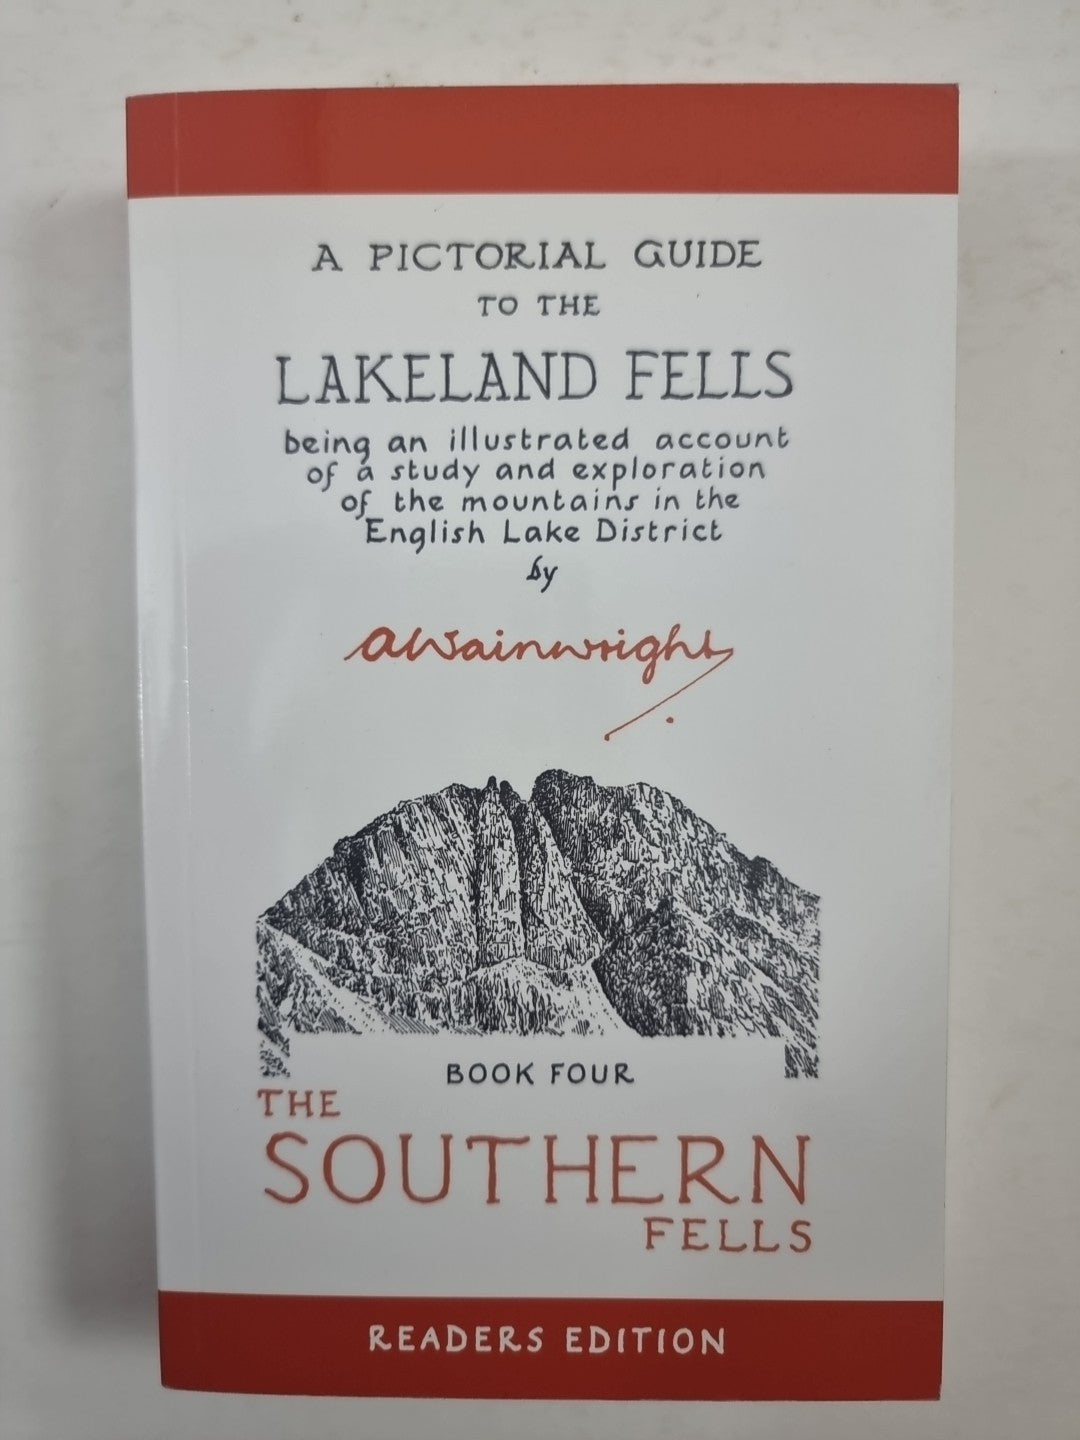 A PICTORIAL GUIDE
TO THE
LAKELAND FELLS
being an illustrated account
of a study and exploration
of the mountains in the
English Lake District
by
AWainwright
BOOK FOUR
THE
SOUTHERN
FELLS
READERS EDITION